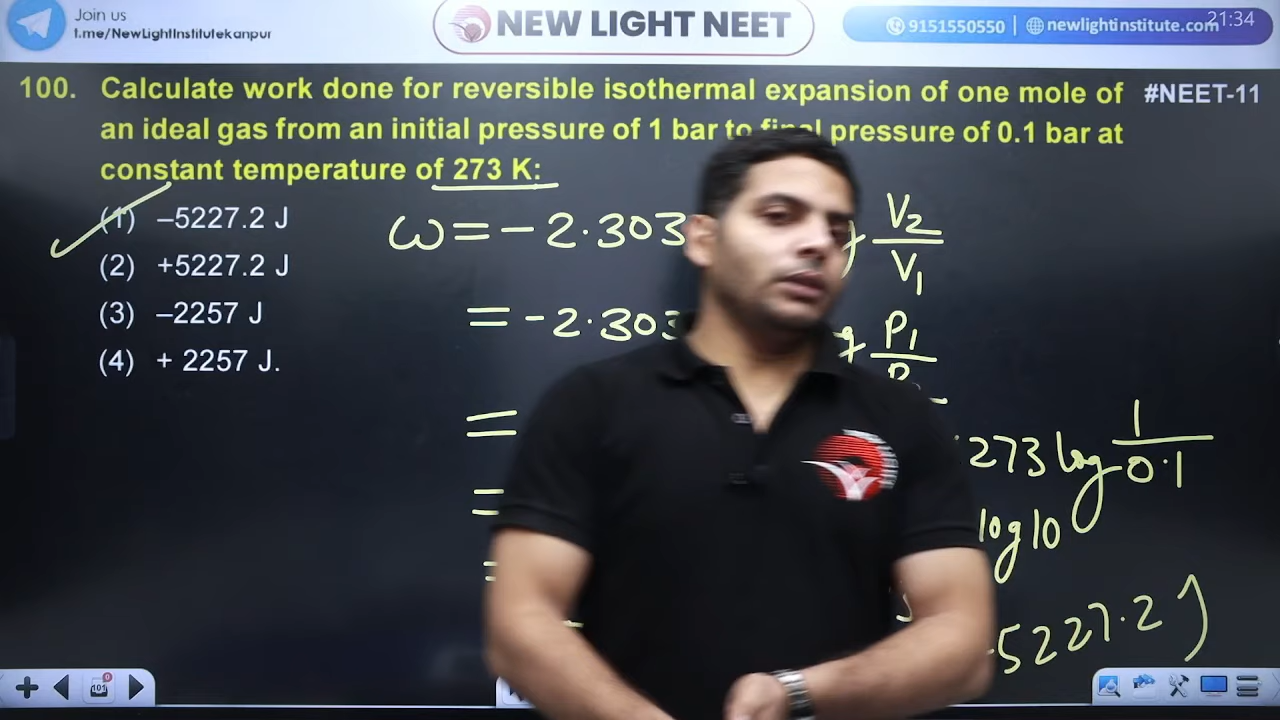 Join us
t.me/NewLightInstitutekanpur
NEW LIGHT NEET
9151550550 | newlightinstitute.com
21:34
100. Calculate work done for reversible isothermal expansion of one mole of #NEET-11
an ideal gas from an initial pressure of 1 bar to final pressure of 0.1 bar at
constant temperature of 273 K:
(1) –5227.2 J
(2) +5227.2 J
(3) –2257 J
(4) + 2257 J.
ω = - 2.303 V2
V1
= -2.303 P1
= 273 log 1
0.1
= log 10
=
5227.2 J
101